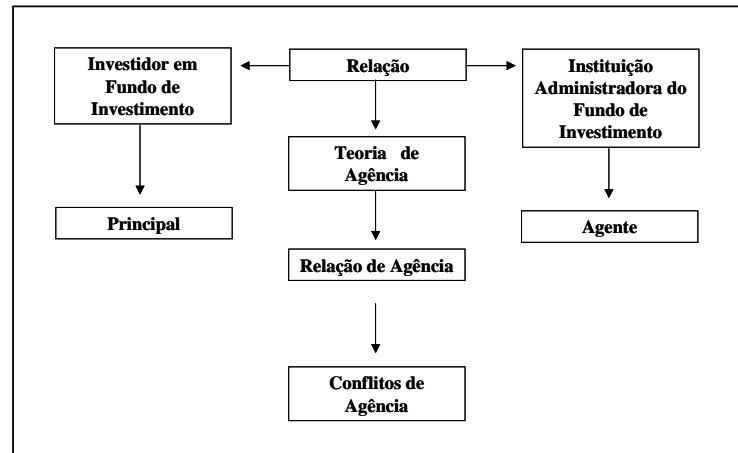 Investidor em
Fundo de
Investimento
Relação
Instituição
Administradora do
Fundo de
Investimento
Teoria de
Agência
Principal
Agente
Relação de Agência
Conflitos de
Agência